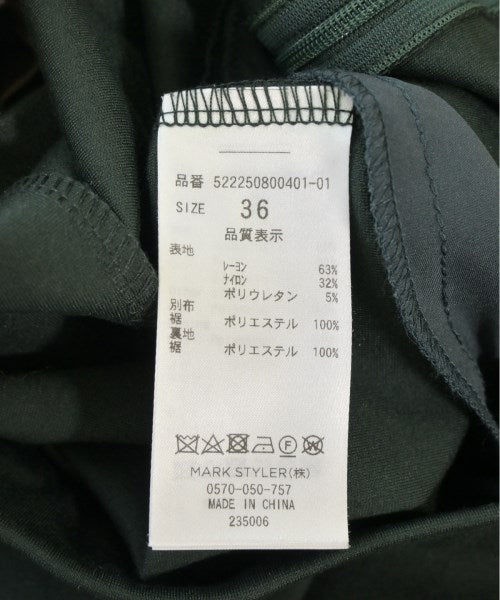 品番 522250800401-01
SIZE 36
品質表示
表地
レーヨン 63%
ナイロン 32%
ポリウレタン 5%
別布
裾 ポリエステル 100%
裏地
裾 ポリエステル 100%
MARK STYLER(株)
0570-050-757
MADE IN CHINA
235006